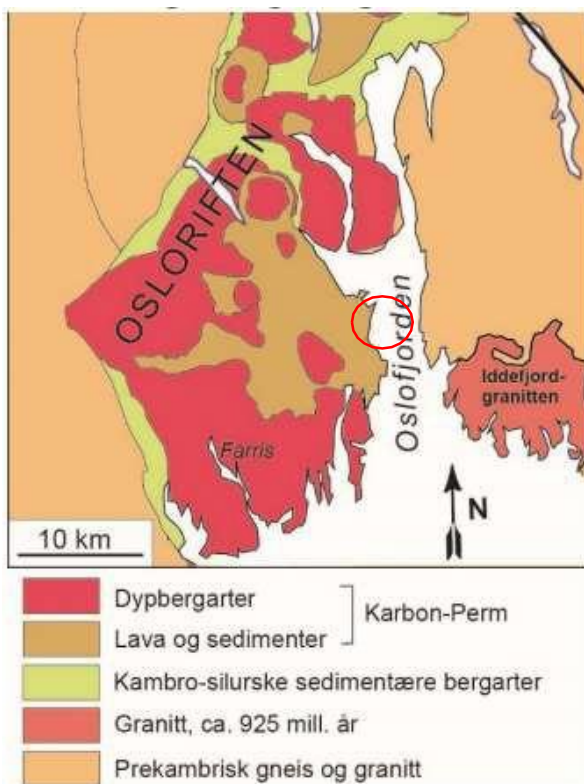 OSLORIFTEN
Oslofjorden
Iddefjord-
granitten
Farris
N
10 km
Dypbergarter
Karbon-Perm
Lava og sedimenter
Kambro-silurske sedimentære bergarter
Granitt, ca. 925 mill. år
Prekambrisk gneis og granitt